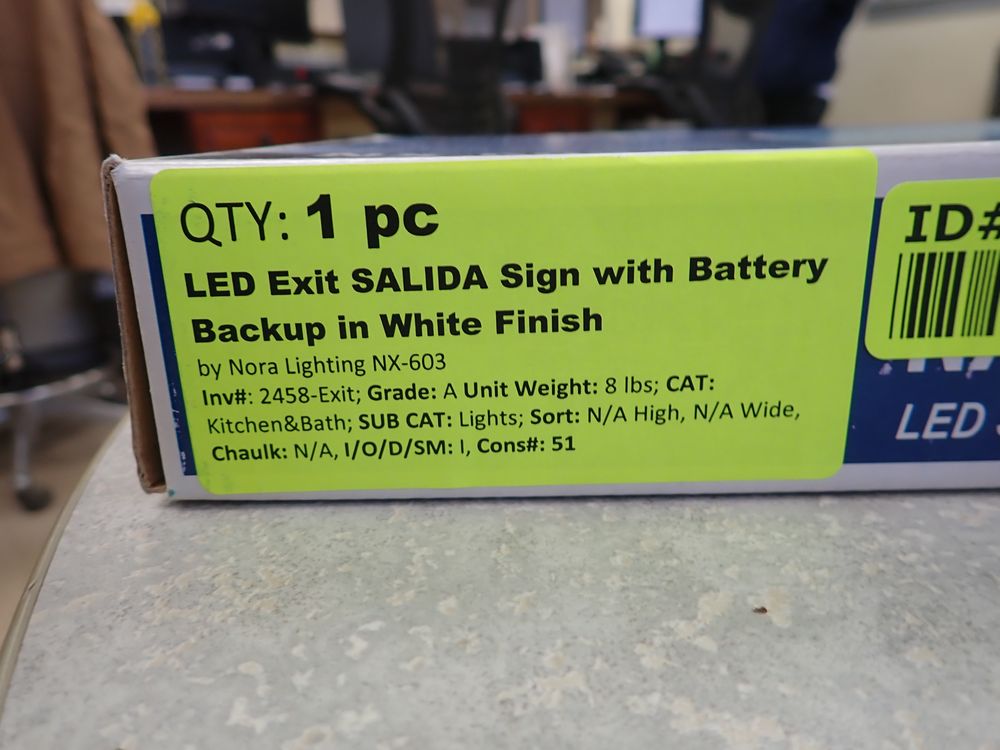 QTY: 1 pc
LED Exit SALIDA Sign with Battery
Backup in White Finish
by Nora Lighting NX-603
Inv#: 2458-Exit; Grade: A Unit Weight: 8 lbs; CAT:
Kitchen&Bath; SUB CAT: Lights; Sort: N/A High, N/A Wide,
Chaulk: N/A, I/O/D/SM: I, Cons#: 51
ID#
LED